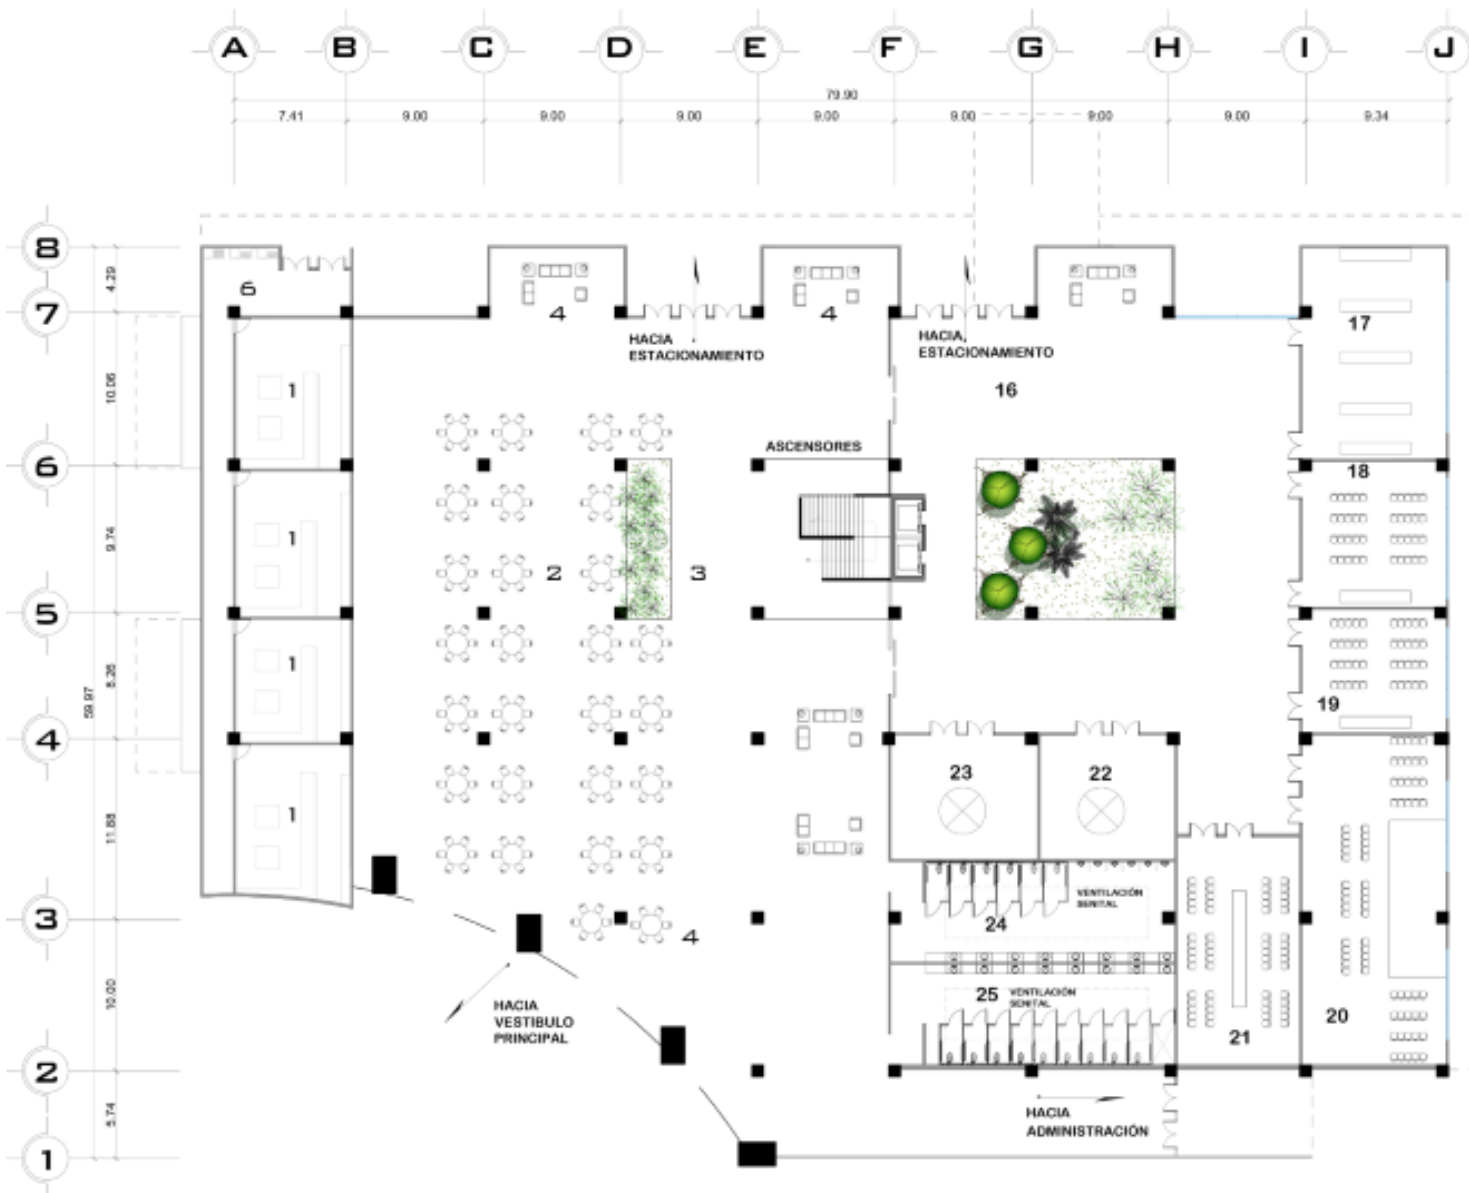 A B C D E F G H I J
79.90
7.41 9.00 9.00 9.00 9.00 9.00 9.00 9.00 9.34
8
4.29
6
7
4 4
17
HACIA
ESTACIONAMIENTO
HACIA
ESTACIONAMIENTO
10.06
1
16
ASCENSORES
6
18
9.74
1
2
3
5
8.26
1
59.97
19
4
23
22
11.88
1
VENTILACIÓN
SENITAL
3
24
4
10.00
HACIA
VESTIBULO
PRINCIPAL
25
VENTILACIÓN
SENITAL
20
21
2
5.74
HACIA
ADMINISTRACIÓN
1